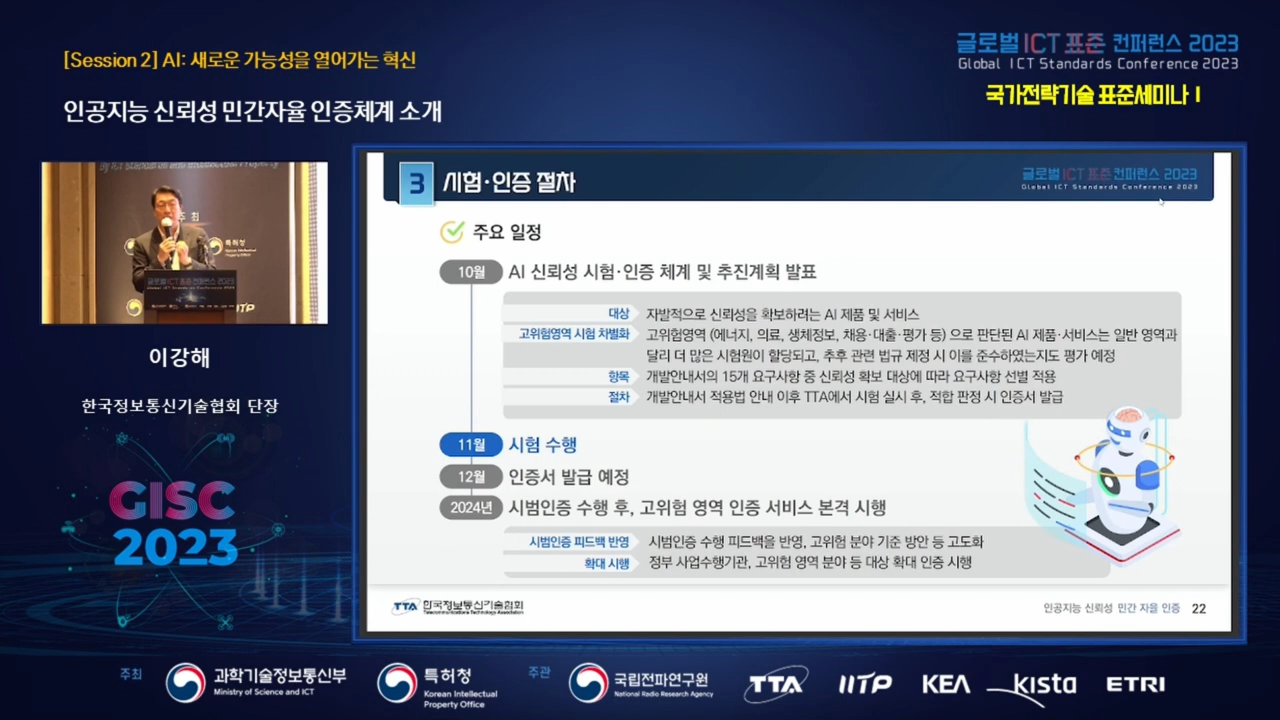 [Session 2] AI: 새로운 가능성을 열어가는 혁신
인공지능 신뢰성 민간자율 인증체계 소개
글로벌 ICT 표준 컨퍼런스 2023
Global ICT Standards Conference 2023
국가전략기술 표준세미나 I
주 최
특허청
글로벌 ICT 표준 컨퍼런스 2023
IITP
이강해
한국정보통신기술협회 단장
GISC
2023
3 시험·인증 절차
글로벌 ICT 표준 컨퍼런스 2023
Global ICT Standards Conference 2023
주요 일정
10월 AI 신뢰성 시험·인증 체계 및 추진계획 발표
대상 자발적으로 신뢰성을 확보하려는 AI 제품 및 서비스
고위험영역 시험 차별화 고위험영역 (에너지, 의료, 생체정보, 채용·대출·평가 등) 으로 판단된 AI 제품·서비스는 일반 영역과
달리 더 많은 시험원이 할당되고, 추후 관련 법규 제정 시 이를 준수하였는지도 평가 예정
항목 개발안내서의 15개 요구사항 중 신뢰성 확보 대상에 따라 요구사항 선별 적용
절차 개발안내서 적용법 안내 이후 TTA에서 시험 실시 후, 적합 판정 시 인증서 발급
11월 시험 수행
12월 인증서 발급 예정
2024년 시범인증 수행 후, 고위험 영역 인증 서비스 본격 시행
시범인증 피드백 반영 시범인증 수행 피드백을 반영, 고위험 분야 기준 방안 등 고도화
확대 시행 정부 사업수행기관, 고위험 영역 분야 등 대상 확대 인증 시행
TTA 한국정보통신기술협회
Telecommunications Technology Association
인공지능 신뢰성 민간 자율 인증 22
주최
과학기술정보통신부
Ministry of Science and ICT
특허청
Korean Intellectual
Property Office
주관
국립전파연구원
National Radio Research Agency
TTA
IITP
KEA
kista
ETRI